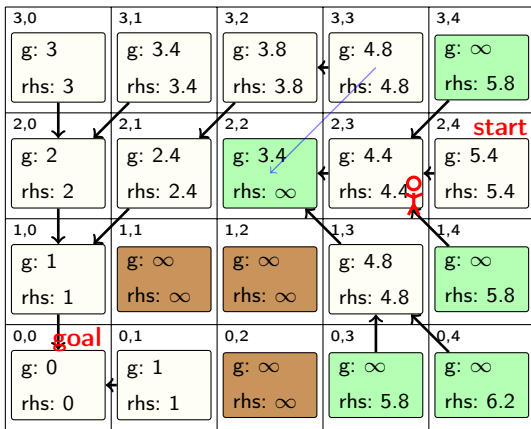 3,0 3,1 3,2 3,3 3,4
g: 3 g: 3.4 g: 3.8 g: 4.8 g: ∞
rhs: 3 rhs: 3.4 rhs: 3.8 rhs: 4.8 rhs: 5.8
2,0 2,1 2,2 2,3 2,4 start
g: 2 g: 2.4 g: 3.4 g: 4.4 g: 5.4
rhs: 2 rhs: 2.4 rhs: ∞ rhs: 4.4 rhs: 5.4
1,0 1,1 1,2 1,3 1,4
g: 1 g: ∞ g: ∞ g: 4.8 g: ∞
rhs: 1 rhs: ∞ rhs: ∞ rhs: 4.8 rhs: 5.8
0,0 goal 0,1 0,2 0,3 0,4
g: 0 g: 1 g: ∞ g: ∞ g: ∞
rhs: 0 rhs: 1 rhs: ∞ rhs: 5.8 rhs: 6.2